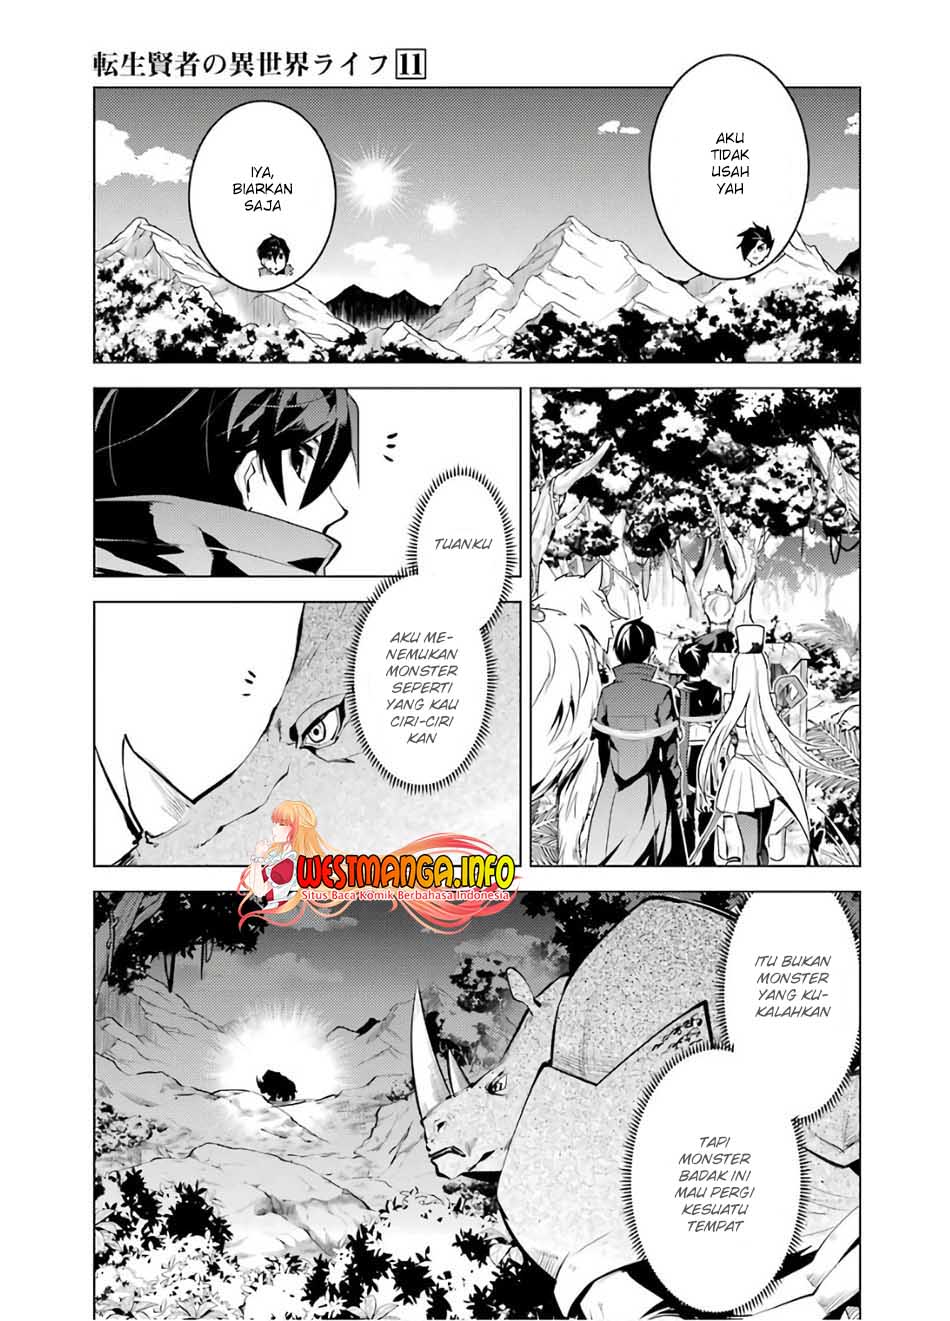 転生賢者の異世界ライフ 11
AKU
TIDAK
USAH
YAH
IYA,
BIARKAN
SAJA
TUANKU
AKU ME-
NEMUKAN
MONSTER
SEPERTI
YANG KAU
CIRI-CIRI
KAN
WESTMANGA.INFO
Situs Baca Komik Berbahasa Indonesia
ITU BUKAN
MONSTER
YANG KU-
KALAHKAN
TAPI
MONSTER
BADAK INI
MAU PERGI
KESUATU
TEMPAT